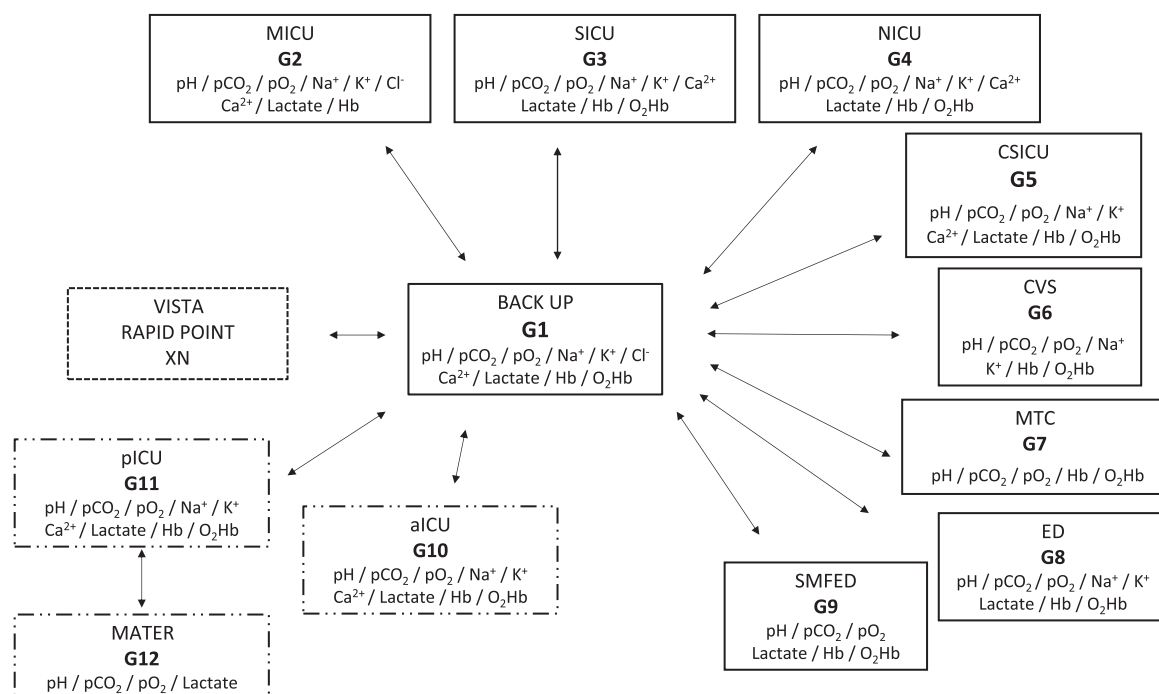 MICU
G2
pH / pCO₂ / pO₂ / Na⁺ / K⁺ / Cl⁻
Ca²⁺ / Lactate / Hb
SICU
G3
pH / pCO₂ / pO₂ / Na⁺ / K⁺ / Ca²⁺
Lactate / Hb / O₂Hb
NICU
G4
pH / pCO₂ / pO₂ / Na⁺ / K⁺ / Ca²⁺
Lactate / Hb / O₂Hb
CSICU
G5
pH / pCO₂ / pO₂ / Na⁺ / K⁺
Ca²⁺ / Lactate / Hb / O₂Hb
VISTA
RAPID POINT
XN
BACK UP
G1
pH / pCO₂ / pO₂ / Na⁺ / K⁺ / Cl⁻
Ca²⁺ / Lactate / Hb / O₂Hb
CVS
G6
pH / pCO₂ / pO₂ / Na⁺
K⁺ / Hb / O₂Hb
MTC
G7
pH / pCO₂ / pO₂ / Hb / O₂Hb
pICU
G11
pH / pCO₂ / pO₂ / Na⁺ / K⁺
Ca²⁺ / Lactate / Hb / O₂Hb
aICU
G10
pH / pCO₂ / pO₂ / Na⁺ / K⁺
Ca²⁺ / Lactate / Hb / O₂Hb
ED
G8
pH / pCO₂ / pO₂ / Na⁺ / K⁺
Lactate / Hb / O₂Hb
SMFED
G9
pH / pCO₂ / pO₂
Lactate / Hb / O₂Hb
MATER
G12
pH / pCO₂ / pO₂ / Lactate